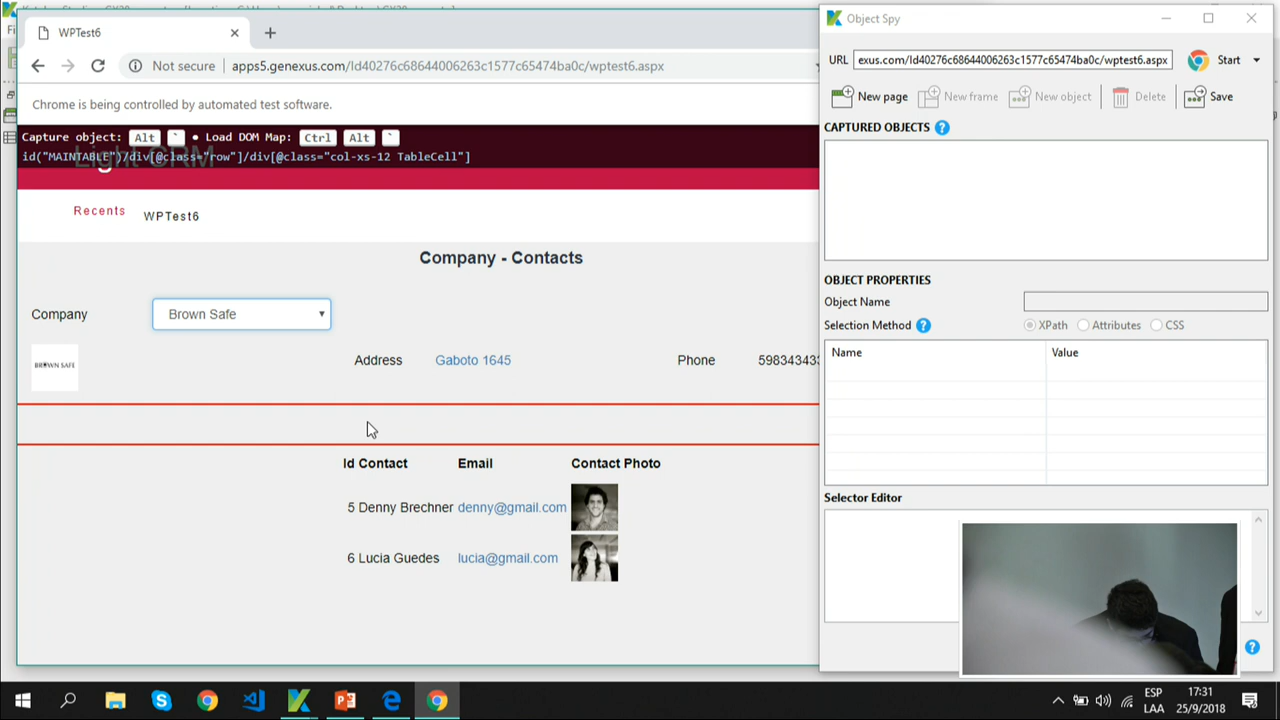 WPTest6
Not secure
apps5.genexus.com/Id40276c68644006263c1577c65474ba0c/wptest6.aspx
Chrome is being controlled by automated test software.
Capture object: Alt ` • Load DOM Map: Ctrl Alt `
id("MAINTABLE")/div[@class="row"]/div[@class="col-xs-12 TableCell"]
Light CRM
Recents WPTest6
Company - Contacts
Company Brown Safe
BROWN SAFE
Address Gaboto 1645 Phone 598343433
Id Contact Email Contact Photo
5 Denny Brechner denny@gmail.com
6 Lucia Guedes lucia@gmail.com
Object Spy
URL exus.com/Id40276c68644006263c1577c65474ba0c/wptest6.aspx Start
New page New frame New object Delete Save
CAPTURED OBJECTS ?
OBJECT PROPERTIES
Object Name
Selection Method ? XPath Attributes CSS
Name Value
Selector Editor
?
ESP 17:31
LAA 25/9/2018